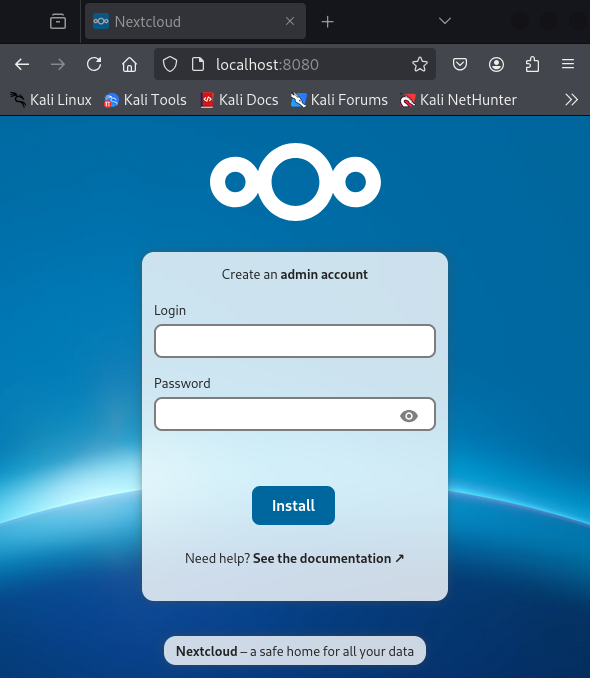 Nextcloud
localhost:8080
Kali Linux Kali Tools Kali Docs Kali Forums Kali NetHunter
Create an admin account
Login
Password
Install
Need help? See the documentation ↗
Nextcloud – a safe home for all your data